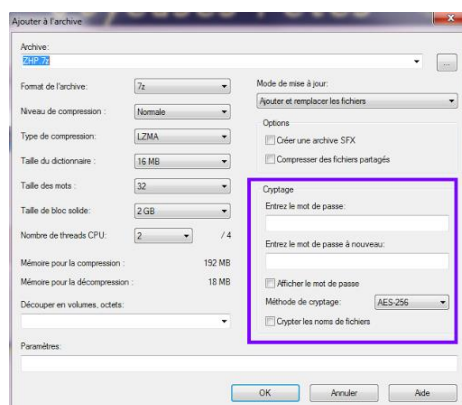 Ajouter à l'archive
Archive:
ZHP.7z
...
Format de l'archive:
7z
Niveau de compression :
Normale
Type de compression:
LZMA
Taille du dictionnaire :
16 MB
Taille des mots :
32
Taille de bloc solide:
2 GB
Nombre de threads CPU:
2
/ 4
Mémoire pour la compression :
192 MB
Mémoire pour la décompression :
18 MB
Découper en volumes, octets:
Mode de mise à jour:
Ajouter et remplacer les fichiers
Options
Créer une archive SFX
Compresser des fichiers partagés
Cryptage
Entrez le mot de passe:
Entrez le mot de passe à nouveau:
Afficher le mot de passe
Méthode de cryptage:
AES-256
Crypter les noms de fichiers
Paramètres:
OK
Annuler
Aide